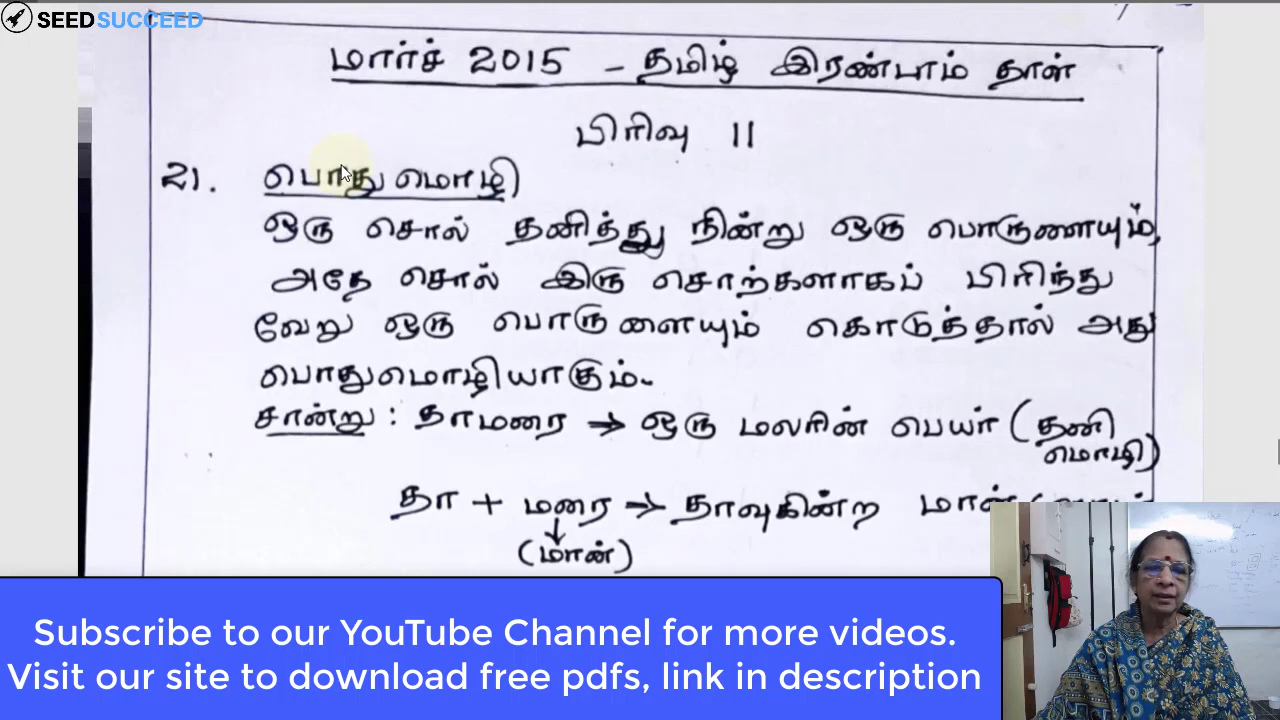 SEEDSUCCEED
மார்ச் 2015 - தமிழ் இரண்டாம் தாள்
பிரிவு II
21. பொதுமொழி
ஒரு சொல் தனித்து நின்று ஒரு பொருளையும்,
அதே சொல் இரு சொற்களாகப் பிரிந்து
வேறு ஒரு பொருளையும் கொடுத்தால் அது
பொதுமொழியாகும்.
சான்று : தாமரை → ஒரு மலரின் பெயர் (தனி
மொழி)
தா + மரை → தாவுகின்ற மான்
(மான்)
Subscribe to our YouTube Channel for more videos.
Visit our site to download free pdfs, link in description